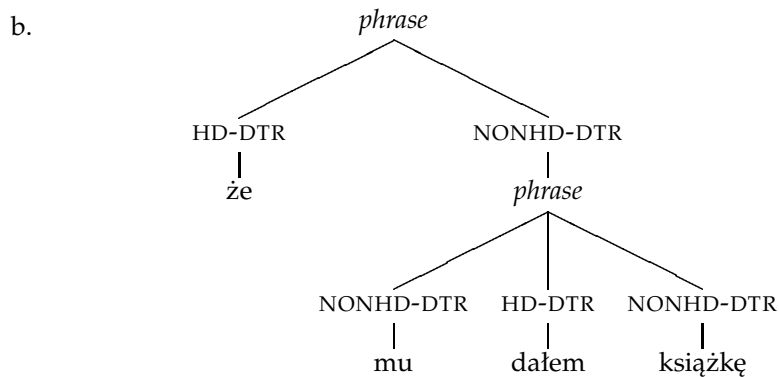 b.
phrase
HD-DTR NONHD-DTR
że phrase
NONHD-DTR HD-DTR NONHD-DTR
mu dałem książkę